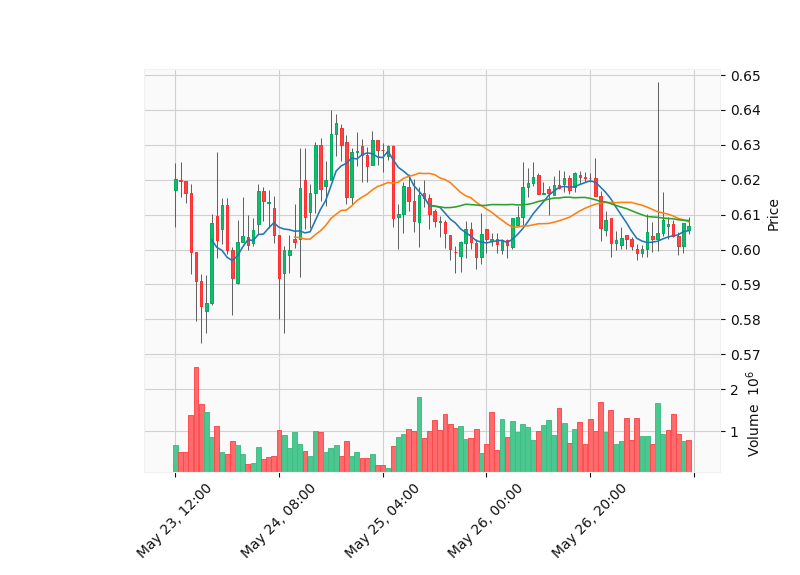 0.65
0.64
0.63
0.62
0.61
0.60
0.59
0.58
0.57
Price
2
1
Volume 10⁶
May 23, 12:00
May 24, 08:00
May 25, 04:00
May 26, 00:00
May 26, 20:00